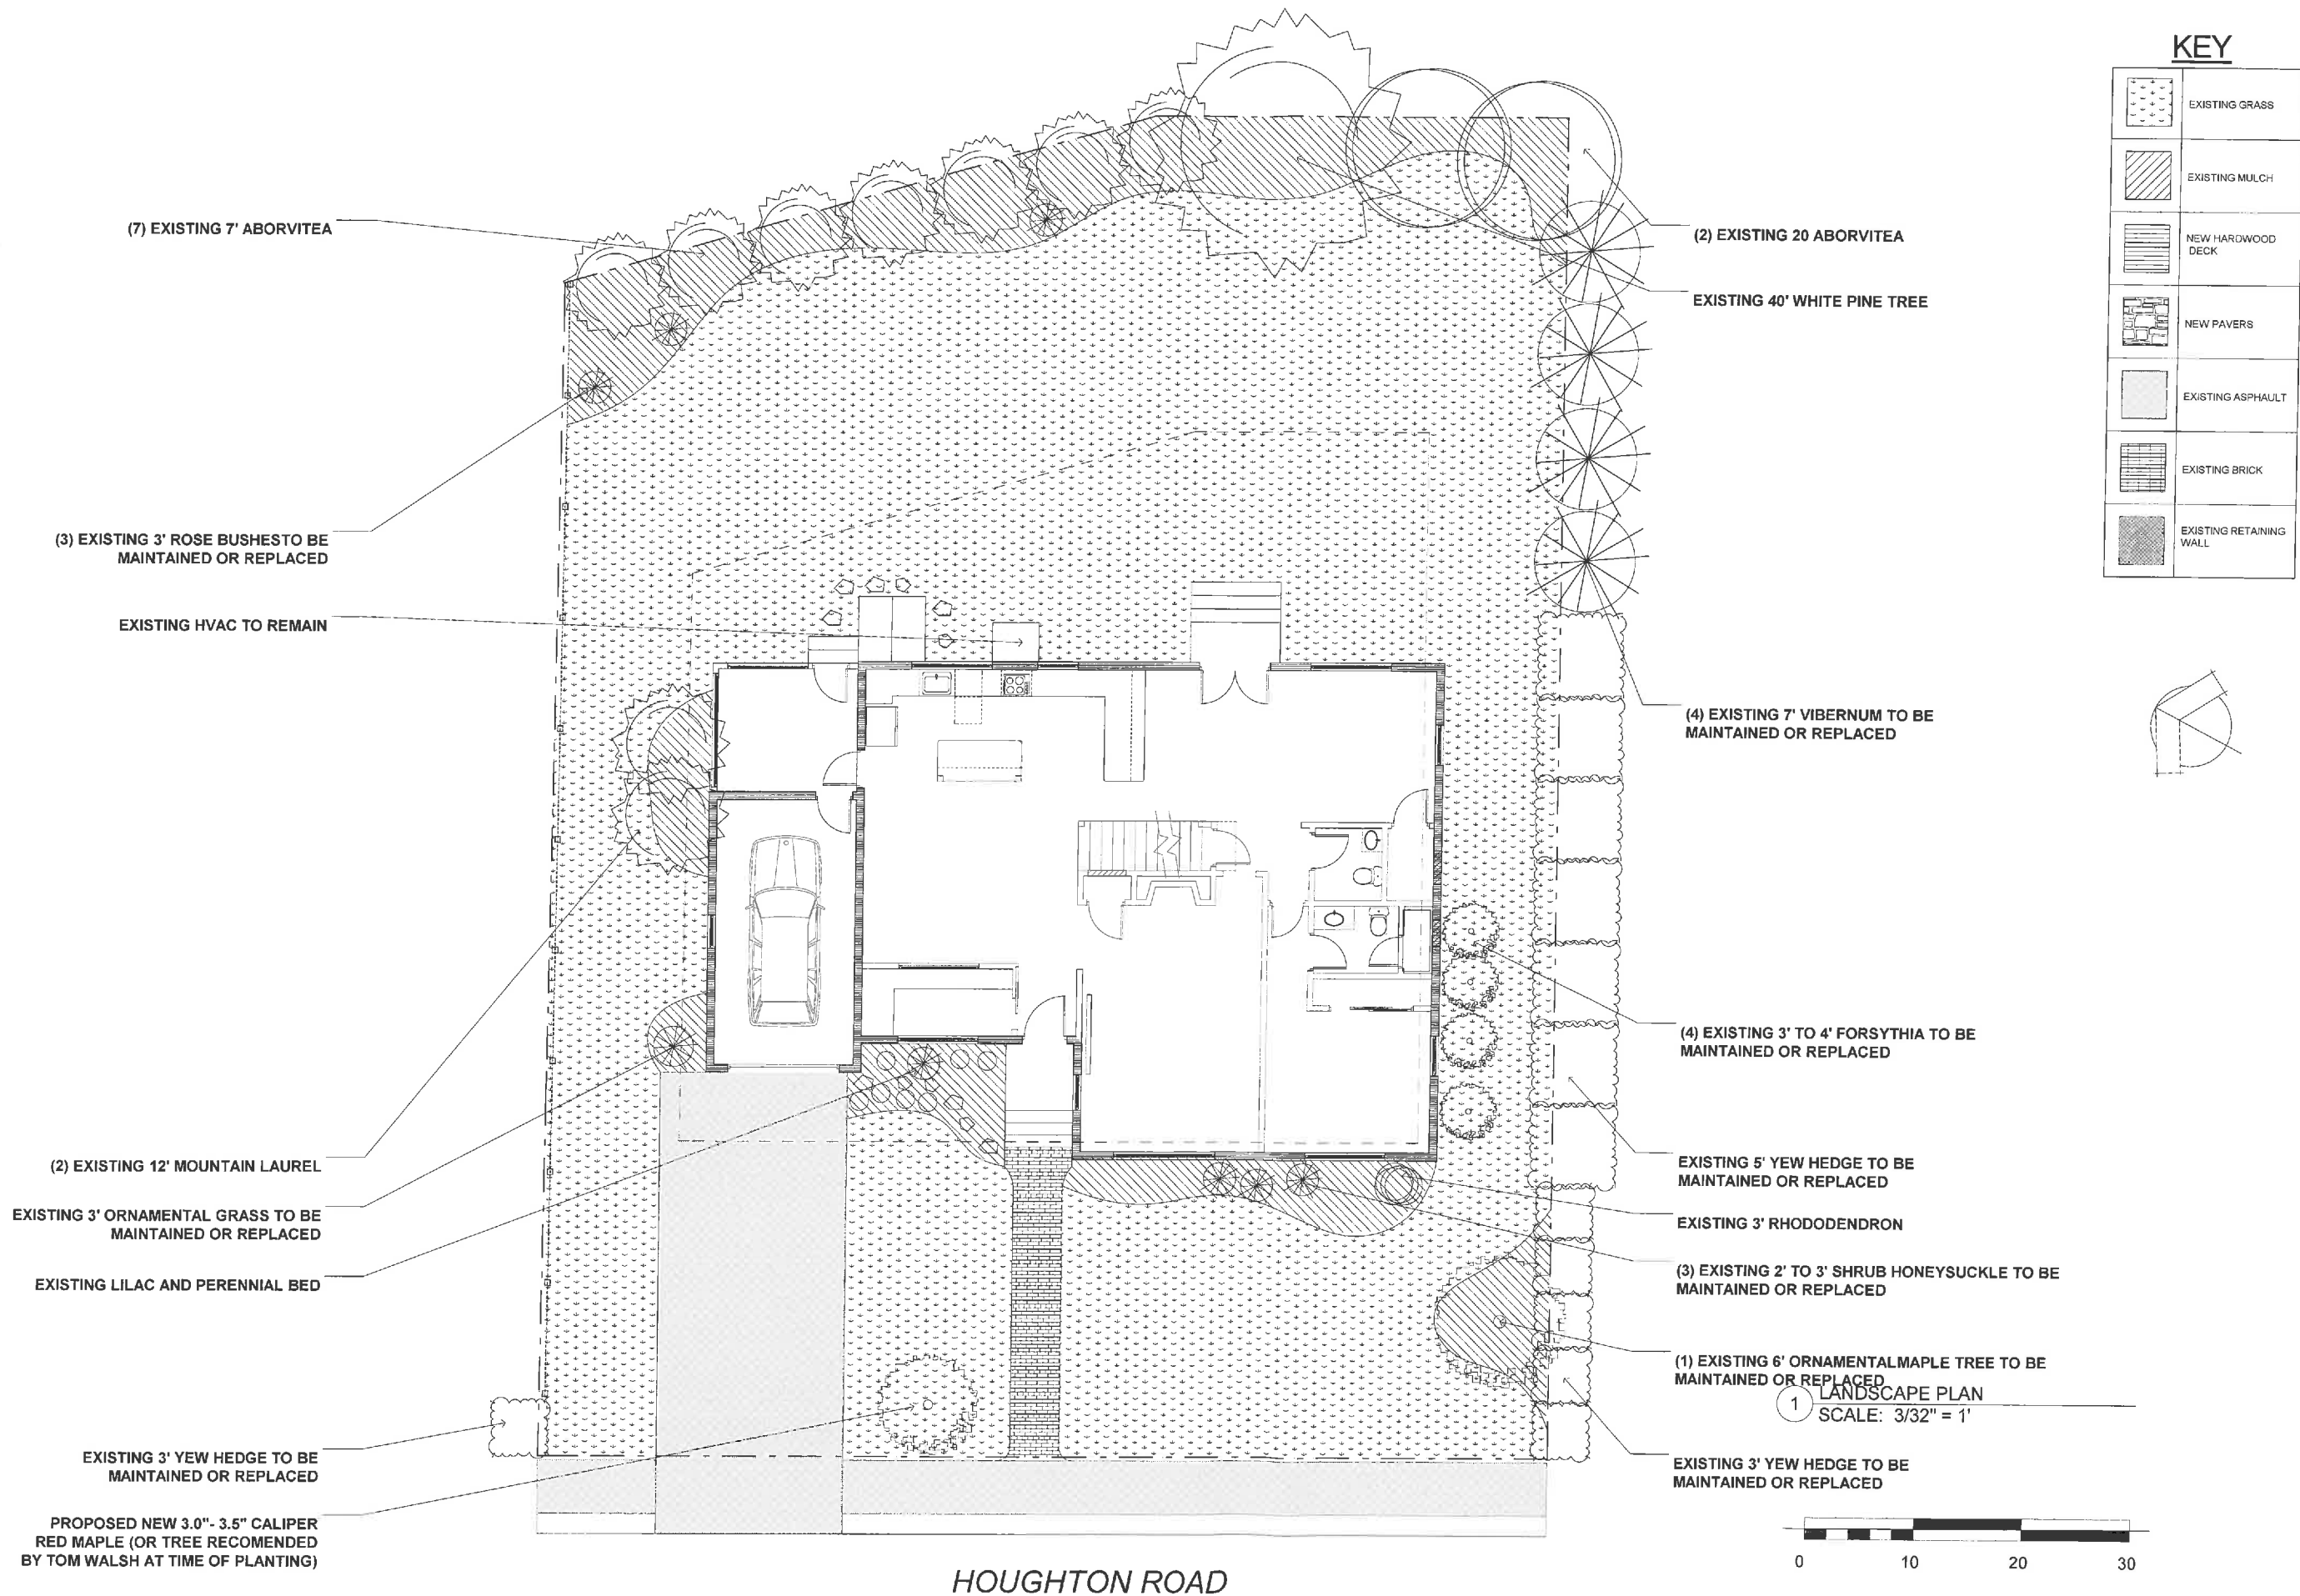 KEY
EXISTING GRASS
EXISTING MULCH
NEW HARDWOOD
DECK
NEW PAVERS
EXISTING ASPHAULT
EXISTING BRICK
EXISTING RETAINING
WALL
(7) EXISTING 7' ABORVITEA
(3) EXISTING 3' ROSE BUSHESTO BE
MAINTAINED OR REPLACED
EXISTING HVAC TO REMAIN
(2) EXISTING 12' MOUNTAIN LAUREL
EXISTING 3' ORNAMENTAL GRASS TO BE
MAINTAINED OR REPLACED
EXISTING LILAC AND PERENNIAL BED
EXISTING 3' YEW HEDGE TO BE
MAINTAINED OR REPLACED
PROPOSED NEW 3.0"- 3.5" CALIPER
RED MAPLE (OR TREE RECOMENDED
BY TOM WALSH AT TIME OF PLANTING)
(2) EXISTING 20 ABORVITEA
EXISTING 40' WHITE PINE TREE
(4) EXISTING 7' VIBERNUM TO BE
MAINTAINED OR REPLACED
(4) EXISTING 3' TO 4' FORSYTHIA TO BE
MAINTAINED OR REPLACED
EXISTING 5' YEW HEDGE TO BE
MAINTAINED OR REPLACED
EXISTING 3' RHODODENDRON
(3) EXISTING 2' TO 3' SHRUB HONEYSUCKLE TO BE
MAINTAINED OR REPLACED
(1) EXISTING 6' ORNAMENTALMAPLE TREE TO BE
MAINTAINED OR REPLACED
1 LANDSCAPE PLAN
SCALE: 3/32" = 1'
EXISTING 3' YEW HEDGE TO BE
MAINTAINED OR REPLACED
0 10 20 30
HOUGHTON ROAD